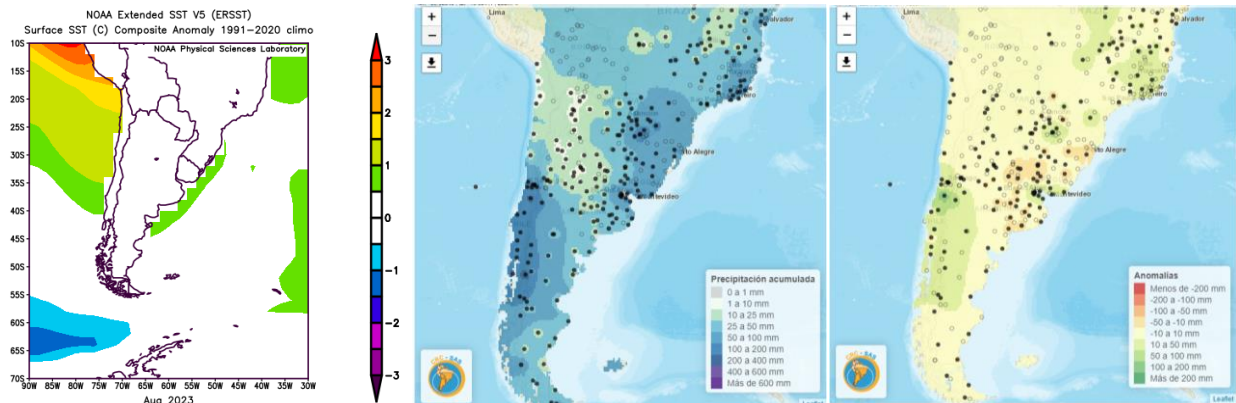 NOAA Extended SST V5 (ERSST)
Surface SST (C) Composite Anomaly 1991-2020 climo
NOAA Physical Sciences Laboratory
10S
15S
20S
25S
30S
35S
40S
45S
50S
55S
60S
65S
70S
90W
85W
80W
75W
70W
65W
60W
55W
50W
45W
40W
35W
30W
Aug 2023
3
2
1
0
-1
-2
-3
+
−
Lima
Salvador
Montevideo
Precipitación acumulada
0 a 1 mm
1 a 10 mm
10 a 25 mm
25 a 50 mm
50 a 100 mm
100 a 200 mm
200 a 400 mm
400 a 600 mm
Más de 600 mm
CRC-SAS
Leaflet
+
−
Lima
Salvador
Montevideo
Anomalías
Menos de -200 mm
-200 a -100 mm
-100 a -50 mm
-50 a -10 mm
-10 a 10 mm
10 a 50 mm
50 a 100 mm
100 a 200 mm
Más de 200 mm
CRC-SAS
Leaflet